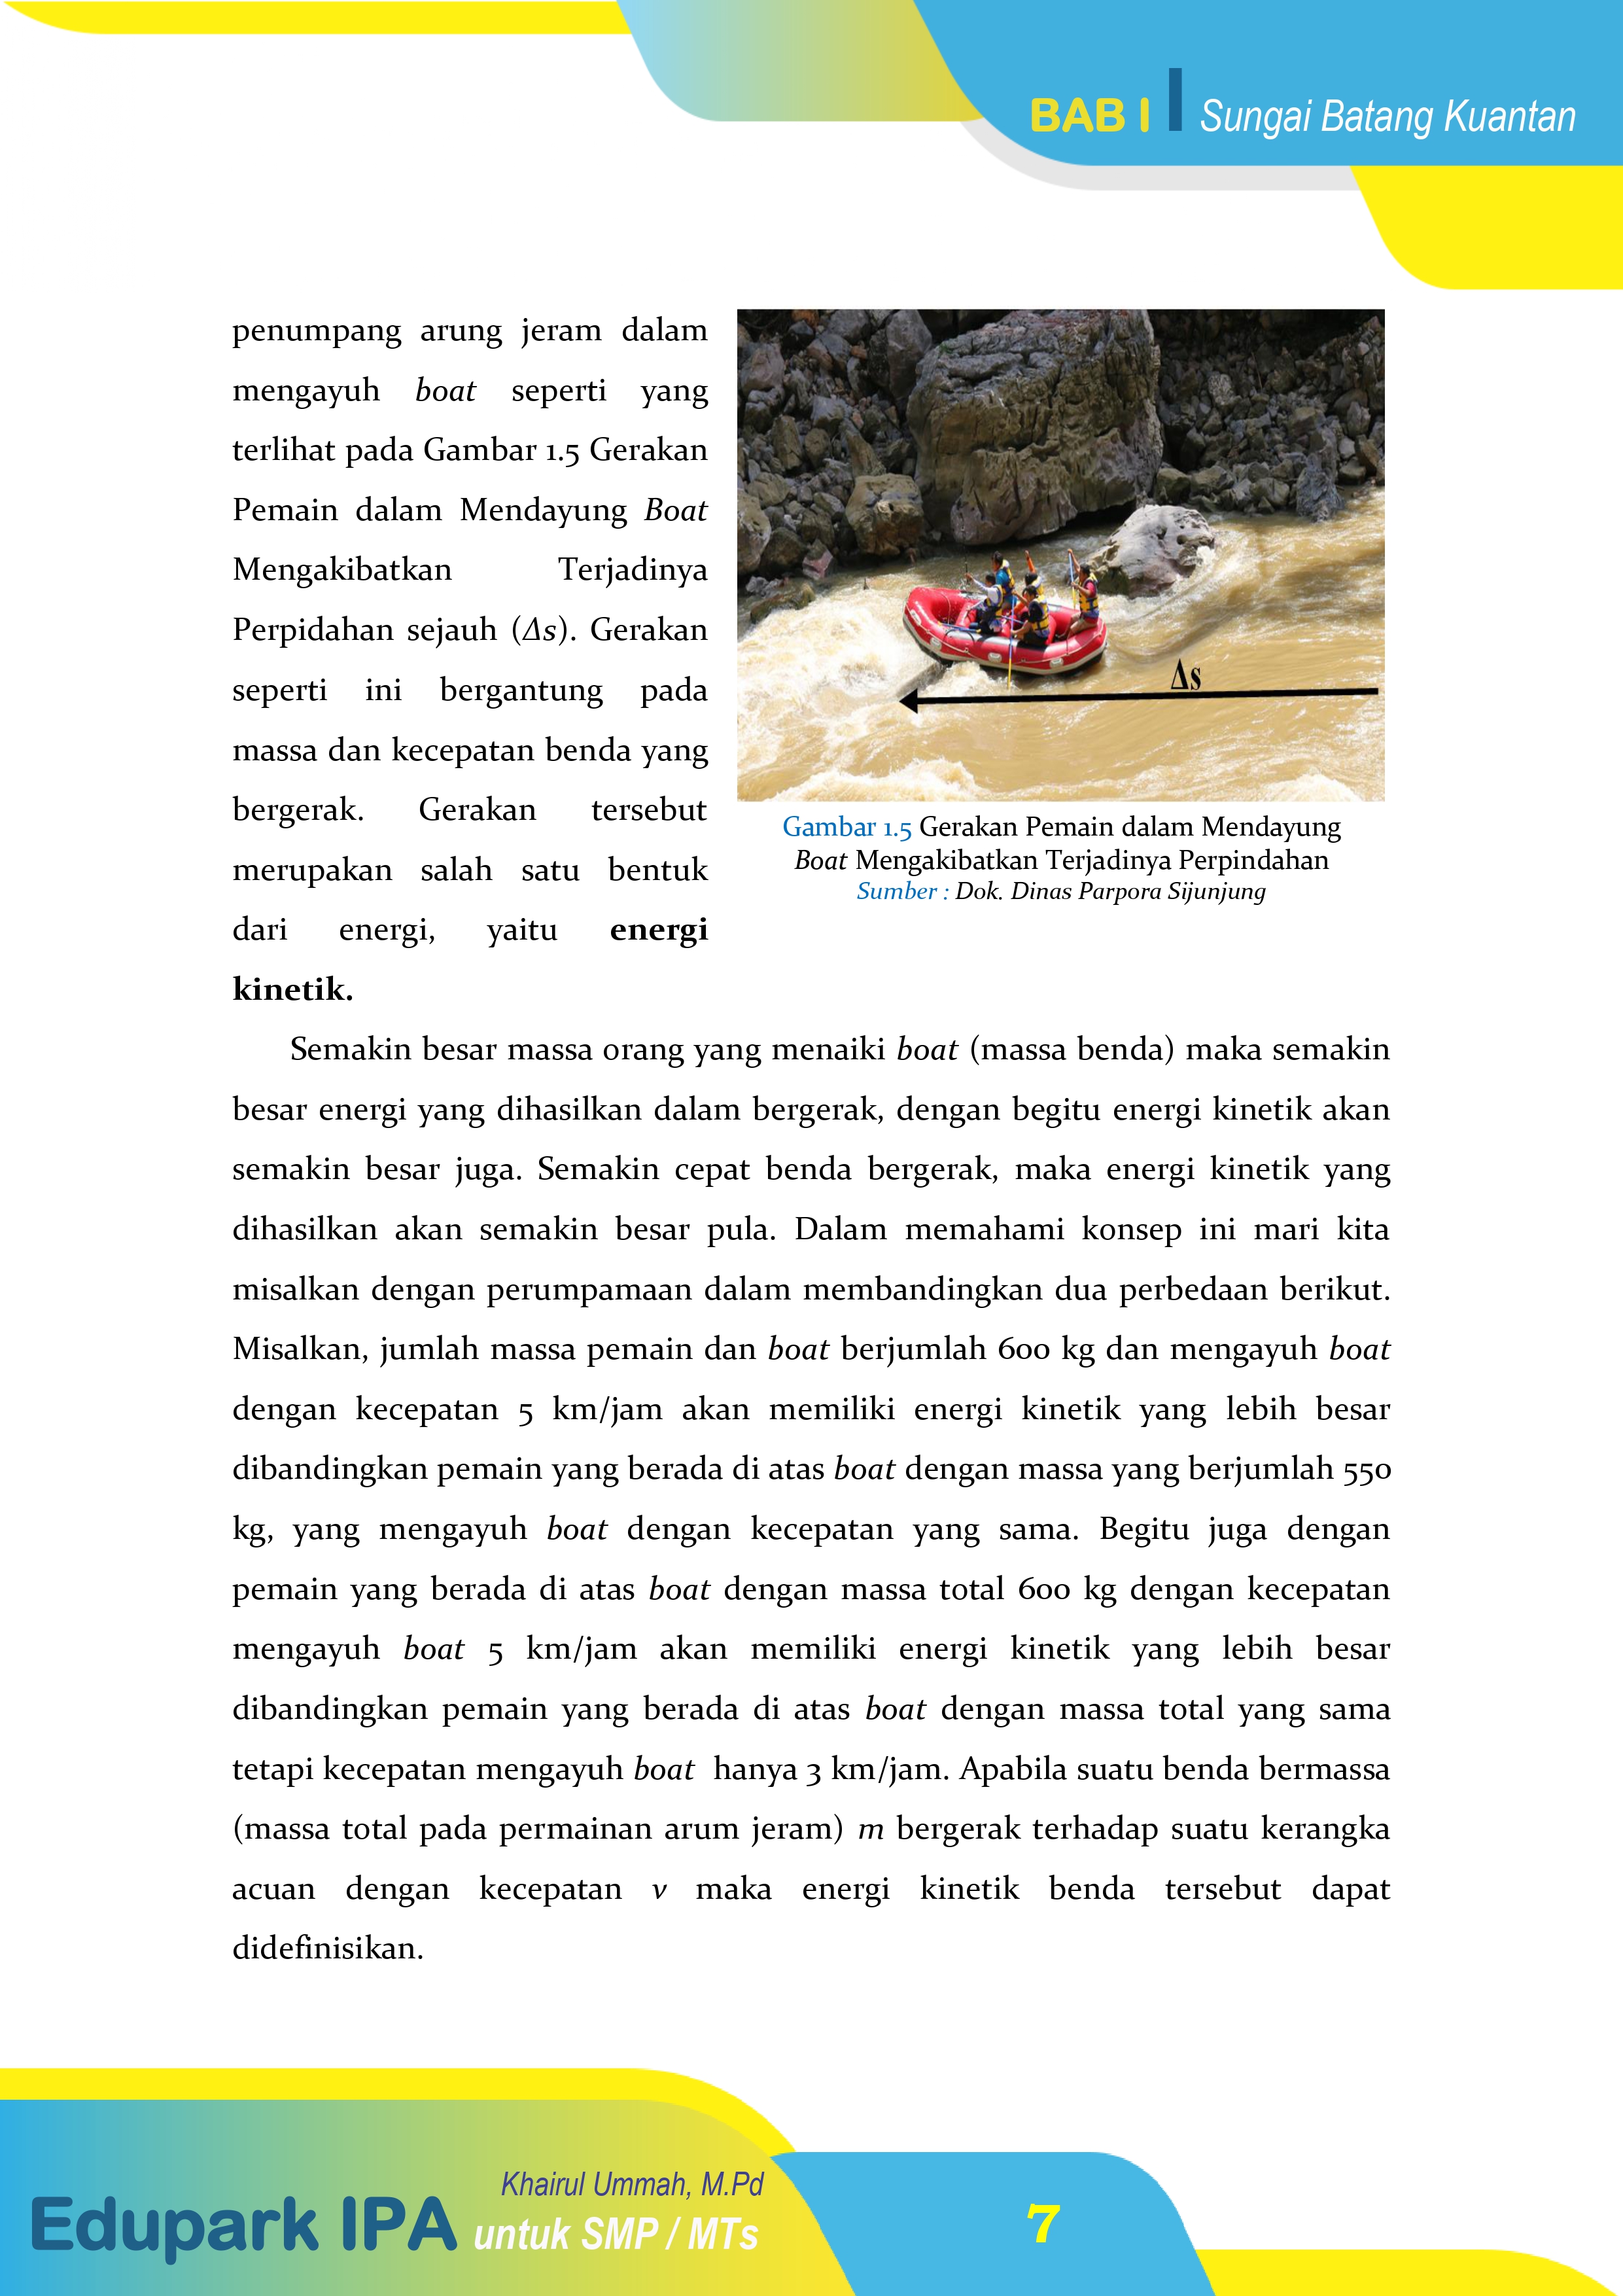 BAB I | Sungai Batang Kuantan
penumpang arung jeram dalam
mengayuh boat seperti yang
terlihat pada Gambar 1.5 Gerakan
Pemain dalam Mendayung Boat
Mengakibatkan Terjadinya
Perpidahan sejauh (Δs). Gerakan
seperti ini bergantung pada
massa dan kecepatan benda yang
bergerak. Gerakan tersebut
merupakan salah satu bentuk
dari energi, yaitu energi
kinetik.
Δs
Gambar 1.5 Gerakan Pemain dalam Mendayung
Boat Mengakibatkan Terjadinya Perpindahan
Sumber : Dok. Dinas Parpora Sijunjung
Semakin besar massa orang yang menaiki boat (massa benda) maka semakin
besar energi yang dihasilkan dalam bergerak, dengan begitu energi kinetik akan
semakin besar juga. Semakin cepat benda bergerak, maka energi kinetik yang
dihasilkan akan semakin besar pula. Dalam memahami konsep ini mari kita
misalkan dengan perumpamaan dalam membandingkan dua perbedaan berikut.
Misalkan, jumlah massa pemain dan boat berjumlah 600 kg dan mengayuh boat
dengan kecepatan 5 km/jam akan memiliki energi kinetik yang lebih besar
dibandingkan pemain yang berada di atas boat dengan massa yang berjumlah 550
kg, yang mengayuh boat dengan kecepatan yang sama. Begitu juga dengan
pemain yang berada di atas boat dengan massa total 600 kg dengan kecepatan
mengayuh boat 5 km/jam akan memiliki energi kinetik yang lebih besar
dibandingkan pemain yang berada di atas boat dengan massa total yang sama
tetapi kecepatan mengayuh boat hanya 3 km/jam. Apabila suatu benda bermassa
(massa total pada permainan arum jeram) m bergerak terhadap suatu kerangka
acuan dengan kecepatan v maka energi kinetik benda tersebut dapat
didefinisikan.
Khairul Ummah, M.Pd
Edupark IPA untuk SMP / MTs
7